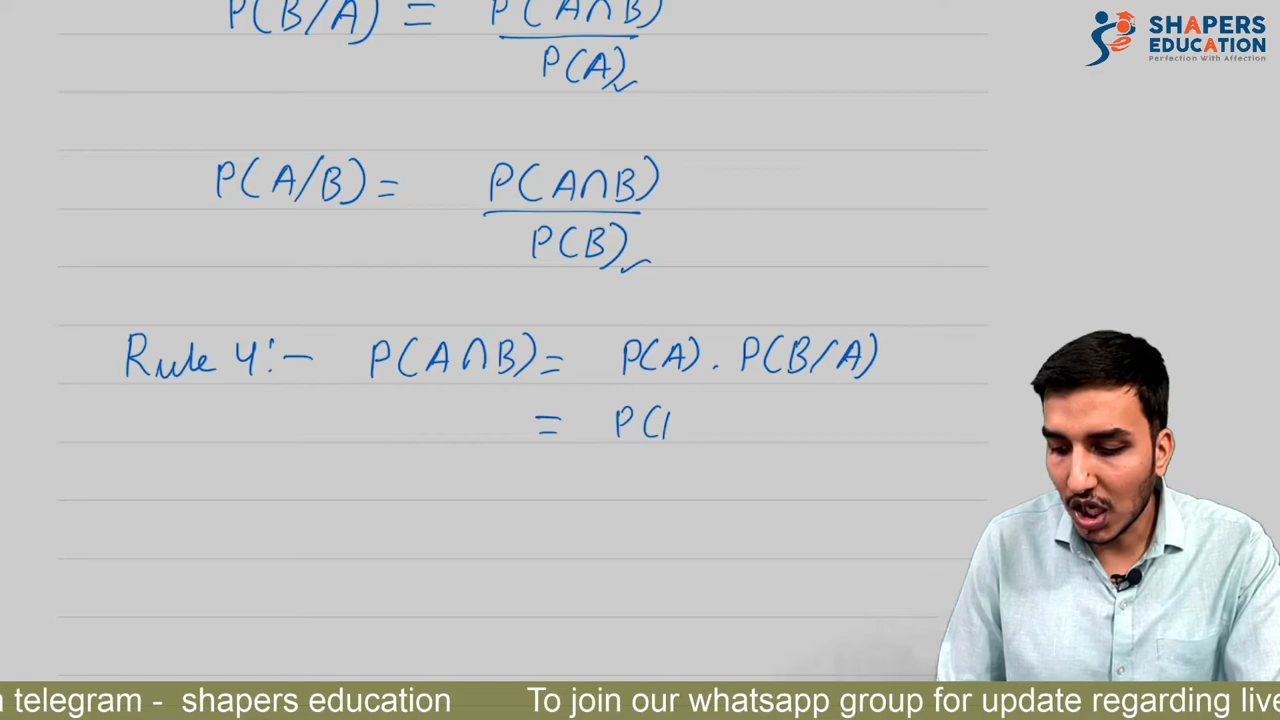 P(B/A) = P(A∩B)
P(A)
SHAPERS
EDUCATION
Perfection With Affection
P(A/B) = P(A∩B)
P(B)
Rule 4:- P(A∩B) = P(A) . P(B/A)
= P(
telegram - shapers education To join our whatsapp group for update regarding live